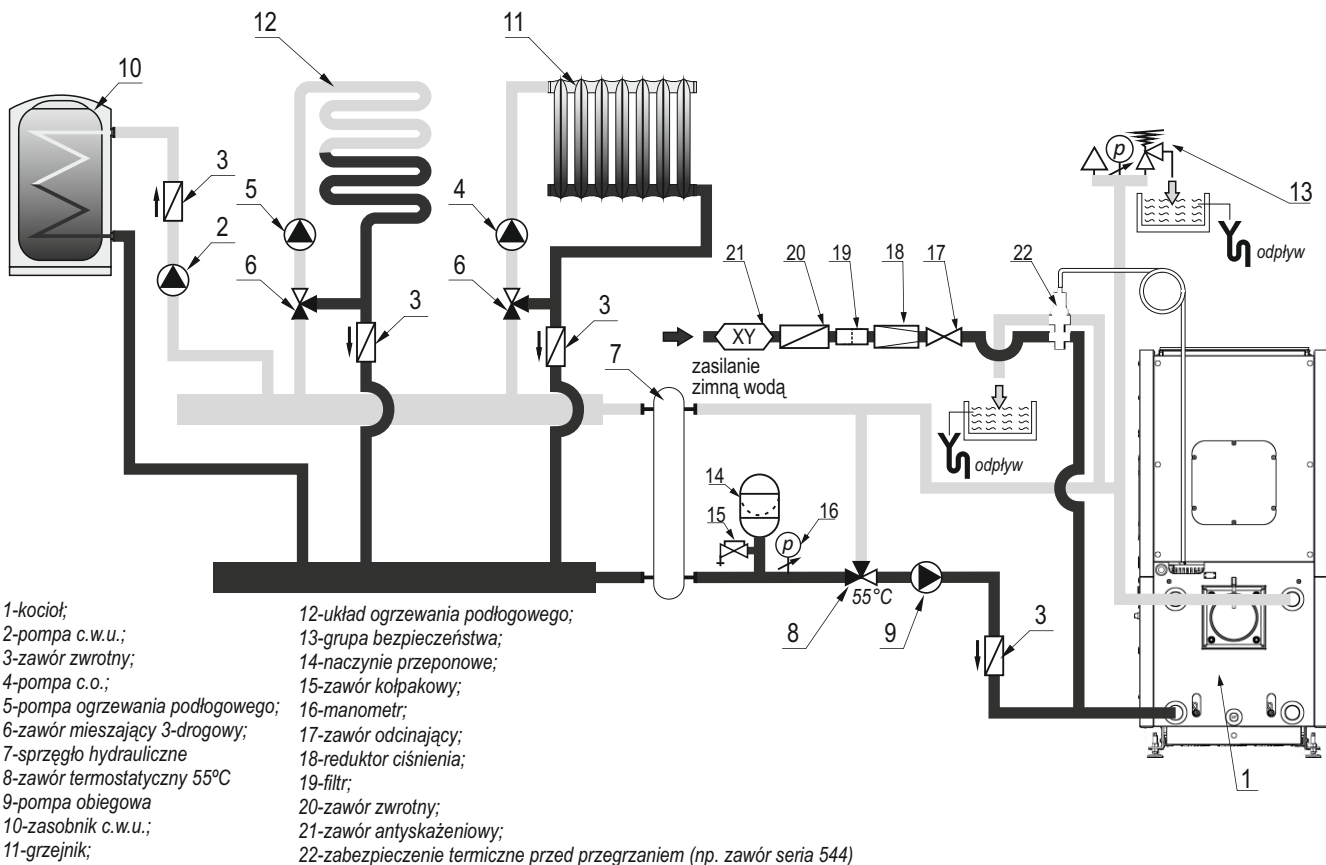 12
11
10
3
5
4
2
6
6
3
3
7
21
20
19
18
17
22
13
p
odpływ
XY
zasilanie
zimną wodą
odpływ
14
15
16
p
55°C
8
9
3
1
1-kocioł;
2-pompa c.w.u.;
3-zawór zwrotny;
4-pompa c.o.;
5-pompa ogrzewania podłogowego;
6-zawór mieszający 3-drogowy;
7-sprzęgło hydrauliczne
8-zawór termostatyczny 55ºC
9-pompa obiegowa
10-zasobnik c.w.u.;
11-grzejnik;
12-układ ogrzewania podłogowego;
13-grupa bezpieczeństwa;
14-naczynie przeponowe;
15-zawór kołpakowy;
16-manometr;
17-zawór odcinający;
18-reduktor ciśnienia;
19-filtr;
20-zawór zwrotny;
21-zawór antyskażeniowy;
22-zabezpieczenie termiczne przed przegrzaniem (np. zawór seria 544)